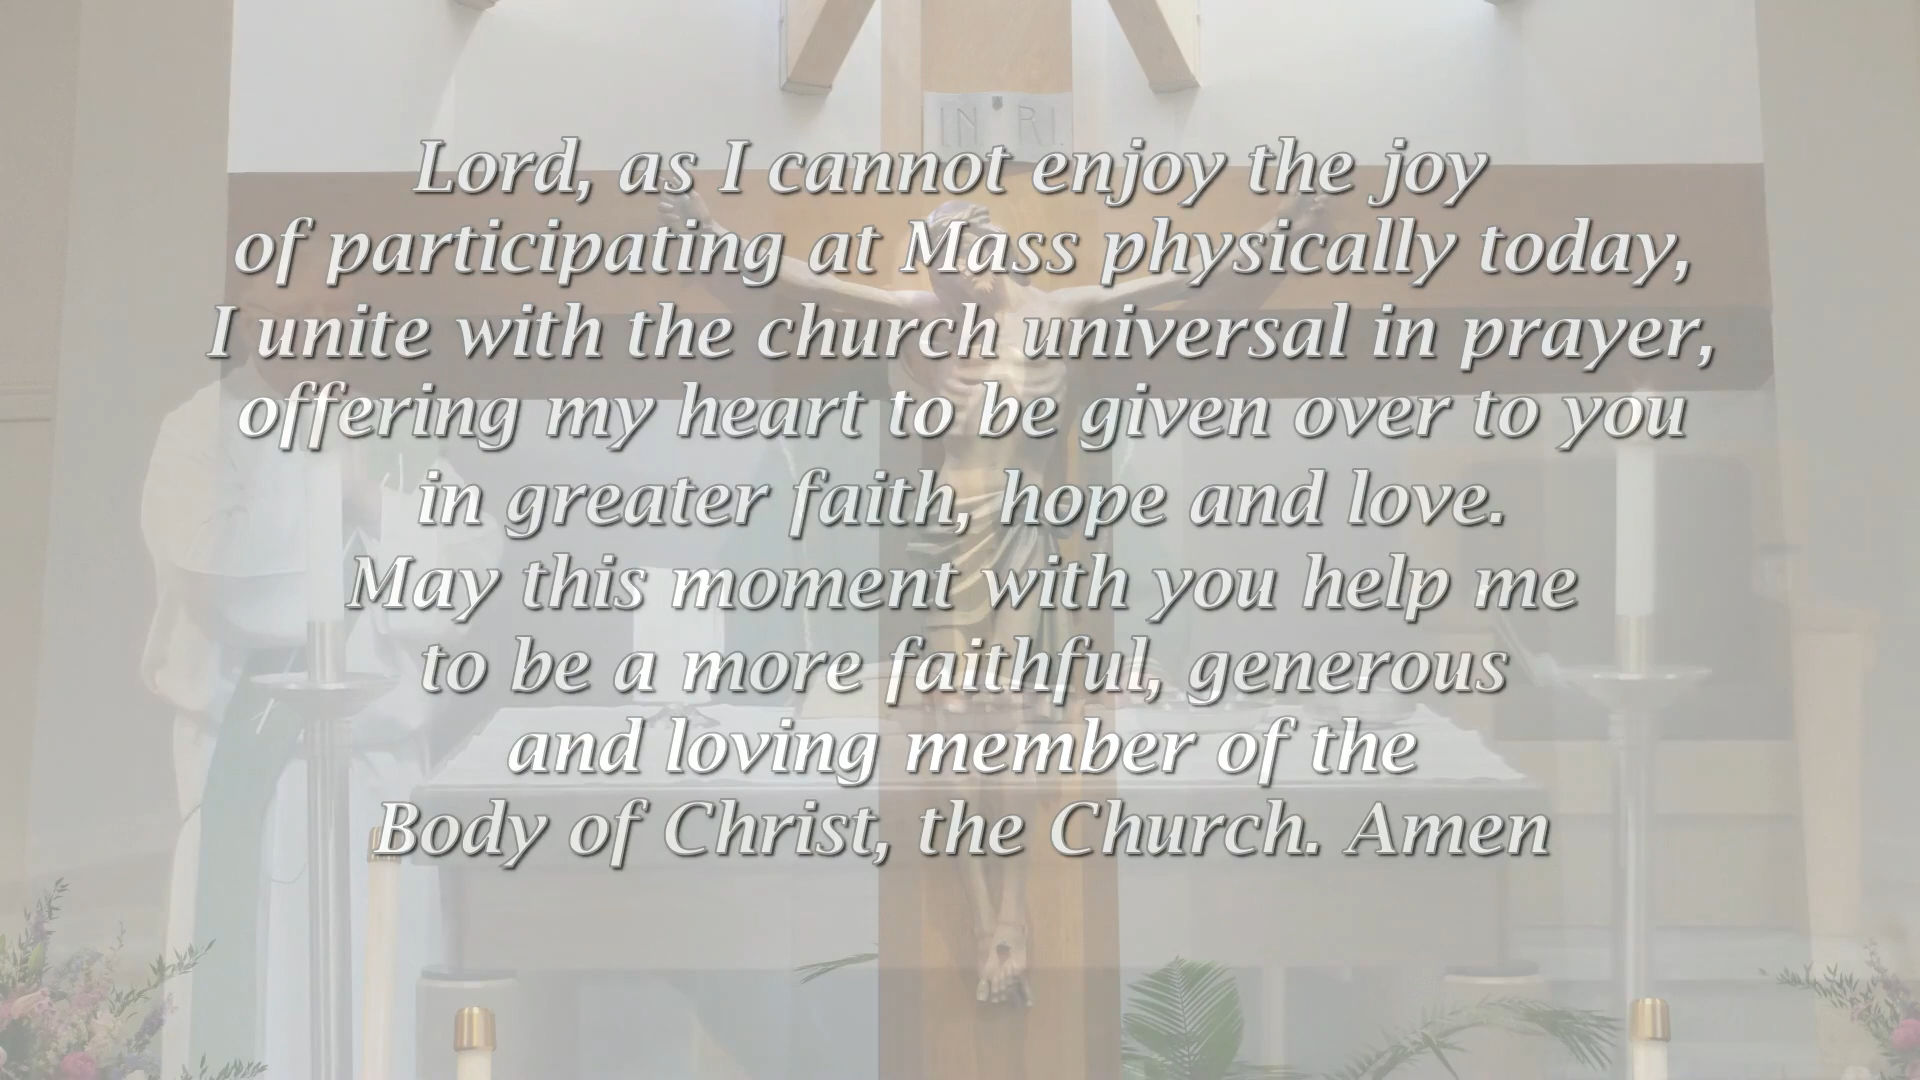 IN RI
Lord, as I cannot enjoy the joy
of participating at Mass physically today,
I unite with the church universal in prayer,
offering my heart to be given over to you
in greater faith, hope and love.
May this moment with you help me
to be a more faithful, generous
and loving member of the
Body of Christ, the Church. Amen